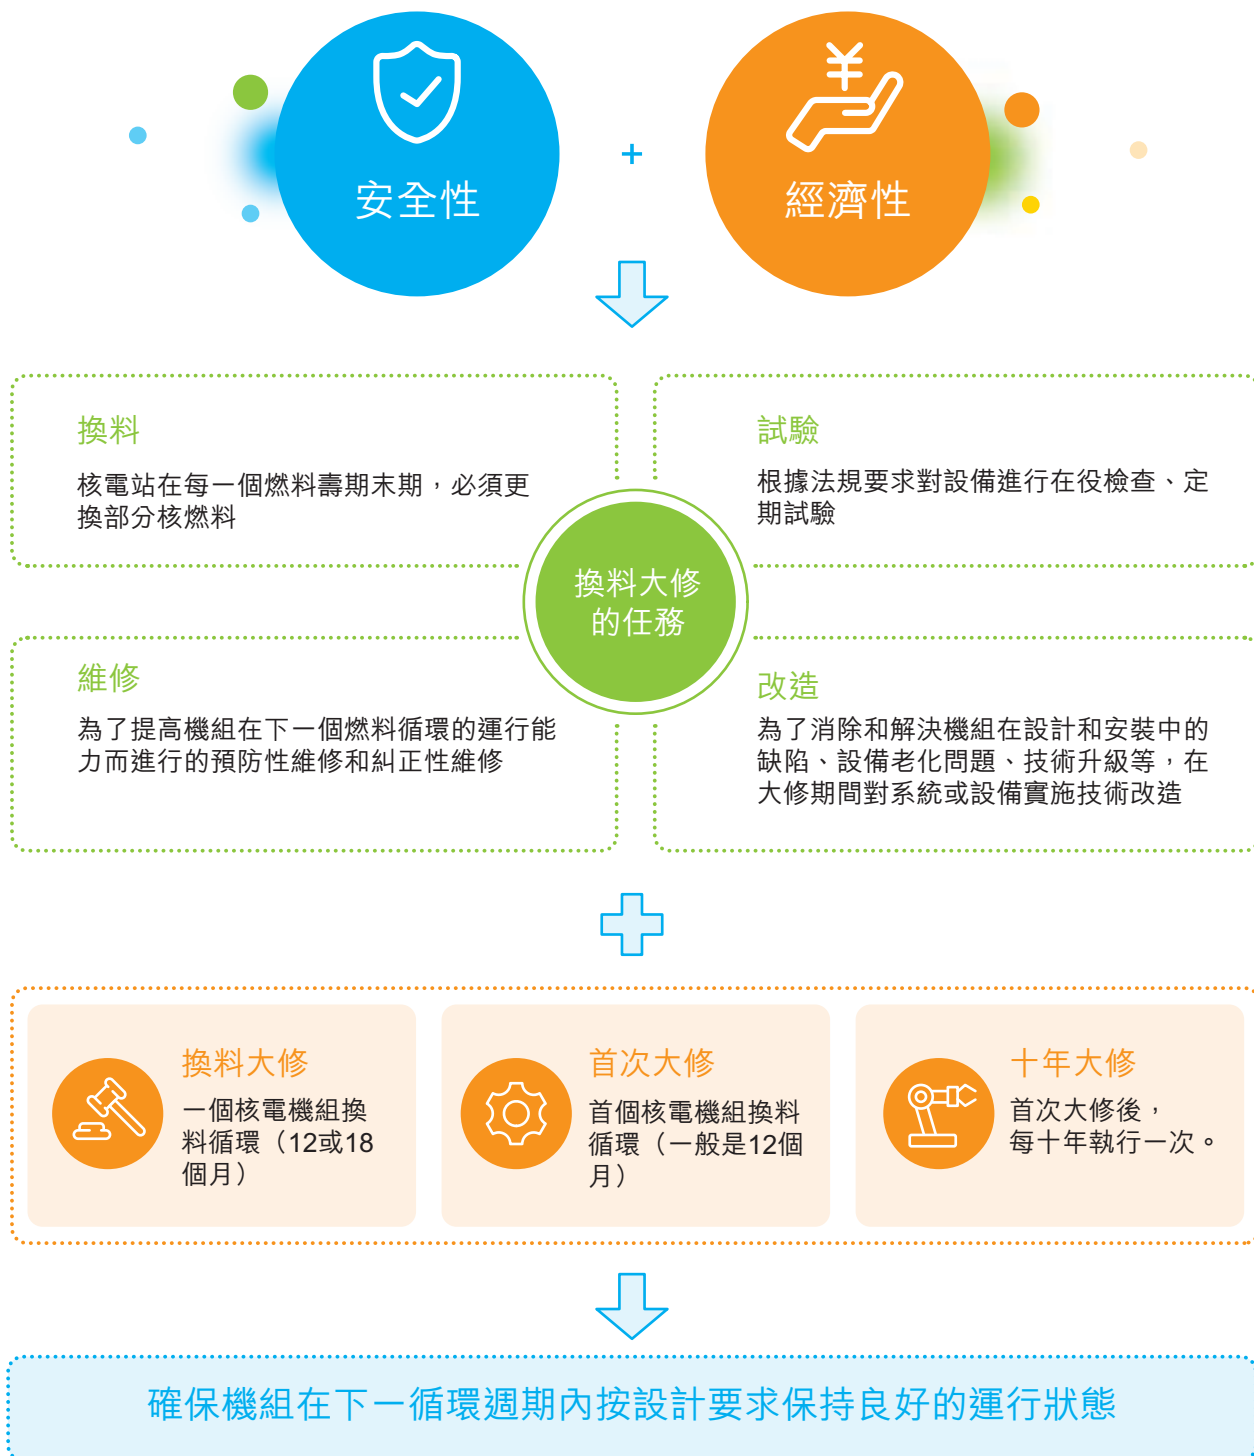 安全性
+
經濟性
換料
核電站在每一個燃料壽期末期，必須更
換部分核燃料
試驗
根據法規要求對設備進行在役檢查、定
期試驗
換料大修
的任務
維修
為了提高機組在下一個燃料循環的運行能
力而進行的預防性維修和糾正性維修
改造
為了消除和解決機組在設計和安裝中的
缺陷、設備老化問題、技術升級等，在
大修期間對系統或設備實施技術改造
換料大修
一個核電機組換
料循環（12或18
個月）
首次大修
首個核電機組換料
循環（一般是12個
月）
十年大修
首次大修後，
每十年執行一次。
確保機組在下一循環週期內按設計要求保持良好的運行狀態